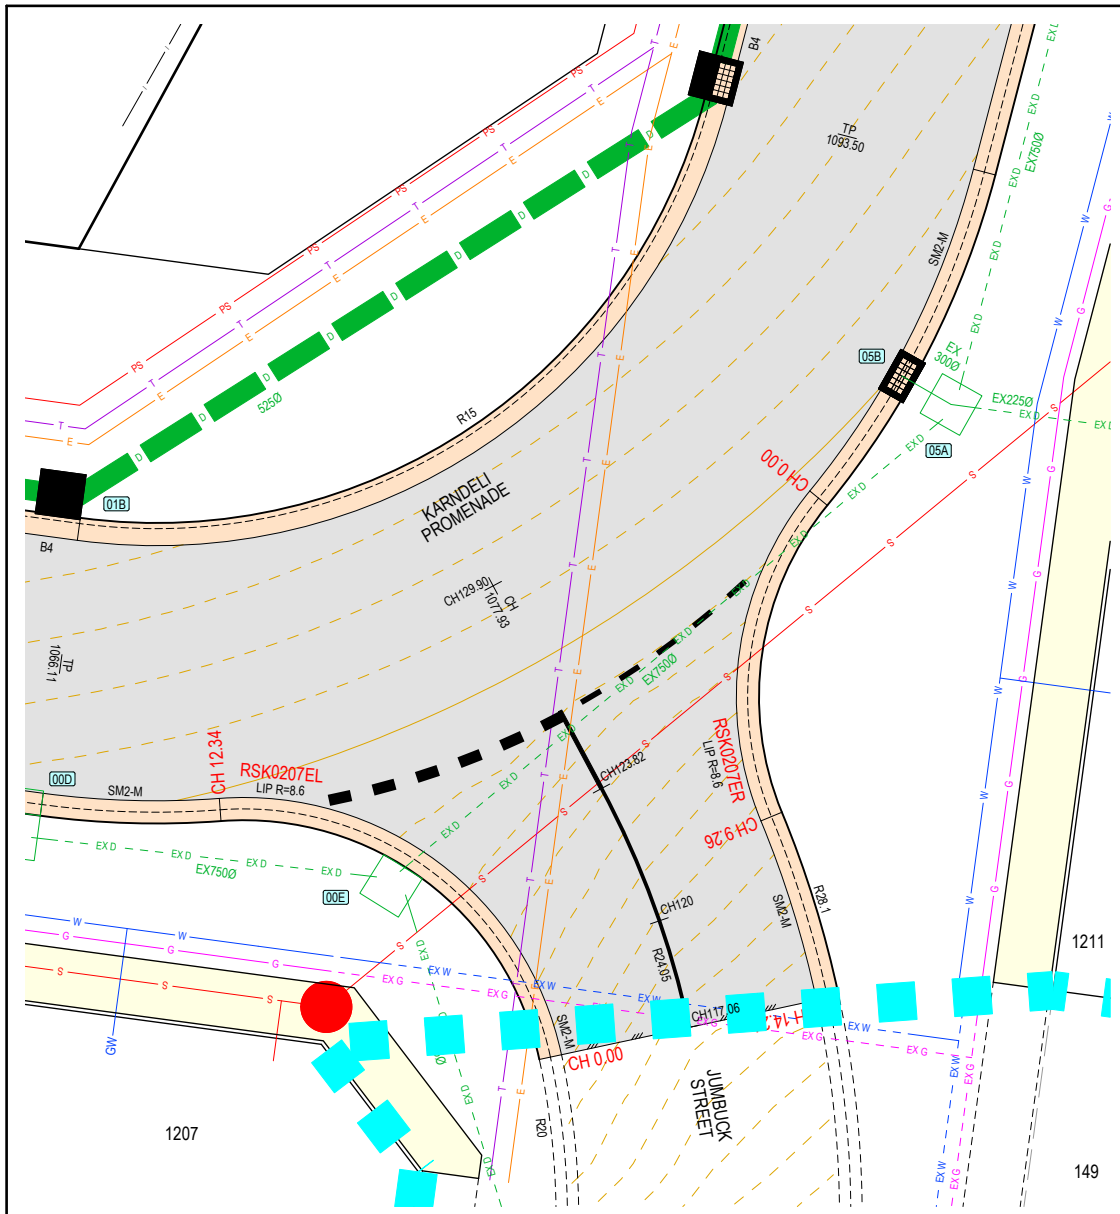 B4
TP
1093.50
EX750Ø
SM2-M
05B
EX
300Ø
EX225Ø
05A
525Ø
R15
01B
B4
KARNDELI
PROMENADE
CH 0.00
CH129.90
CH
1077.93
TP
1066.11
EX750Ø
CH 12.34
RSK0207EL
LIP R=8.6
00D
SM2-M
CH123.82
RSK0207ER
LIP R=8.6
CH 9.26
EX750Ø
00E
CH120
R24.05
SM2-M
R28.1
1211
CH117.06
SM2-M
CH 0.00
JUMBUCK
STREET
GW
R20
1207
149
PS
T
E
D
EX D
W
G
S
EX W
EX G